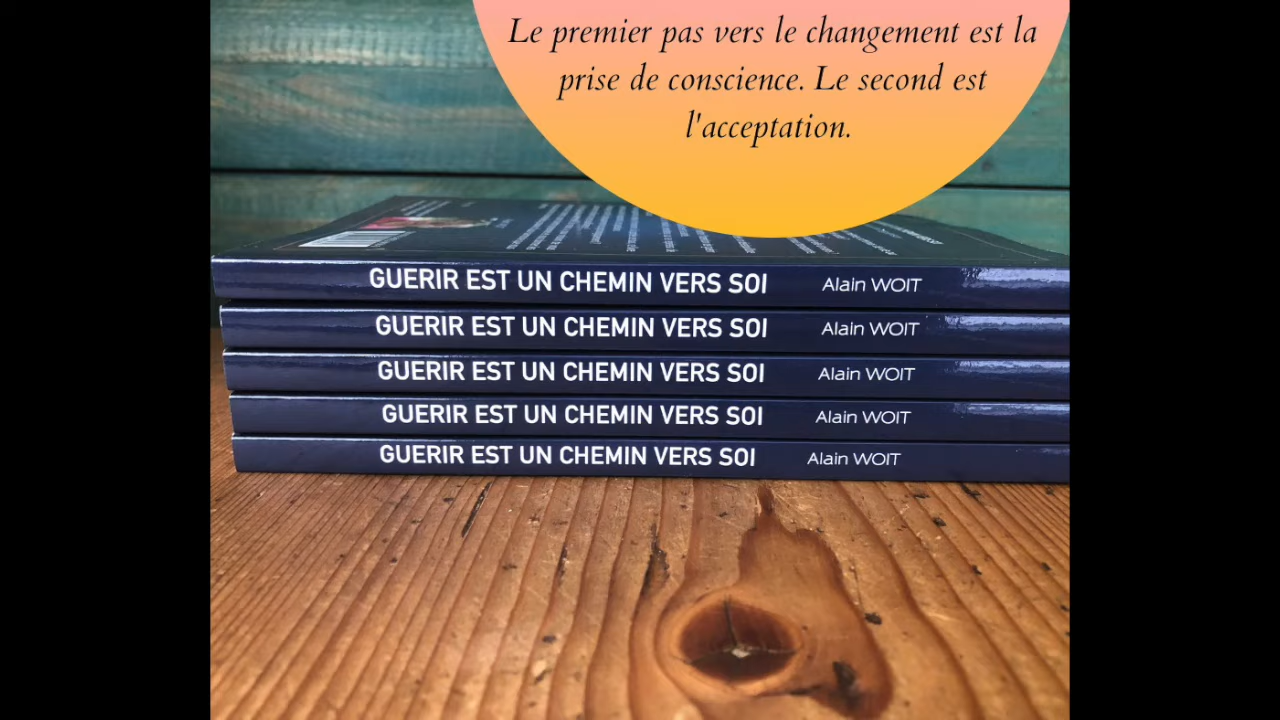 Le premier pas vers le changement est la
prise de conscience. Le second est
l'acceptation.
GUERIR EST UN CHEMIN VERS SOI Alain WOIT
GUERIR EST UN CHEMIN VERS SOI Alain WOIT
GUERIR EST UN CHEMIN VERS SOI Alain WOIT
GUERIR EST UN CHEMIN VERS SOI Alain WOIT
GUERIR EST UN CHEMIN VERS SOI Alain WOIT